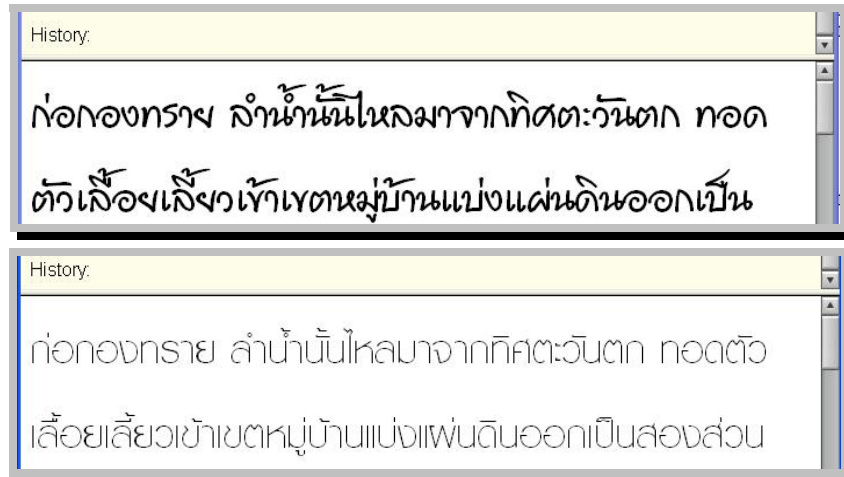 History:
ก่อกองทราย ลำน้ำนั้นไหลมาจากทิศตะวันตก ทอด
ตัวเลื้อยเลี้ยวเข้าเขตหมู่บ้านแบ่งแผ่นดินออกเป็น
History:
ก่อกองทราย ลำน้ำนั้นไหลมาจากทิศตะวันตก ทอดตัว
เลื้อยเลี้ยวเข้าเขตหมู่บ้านแบ่งแผ่นดินออกเป็นสองส่วน